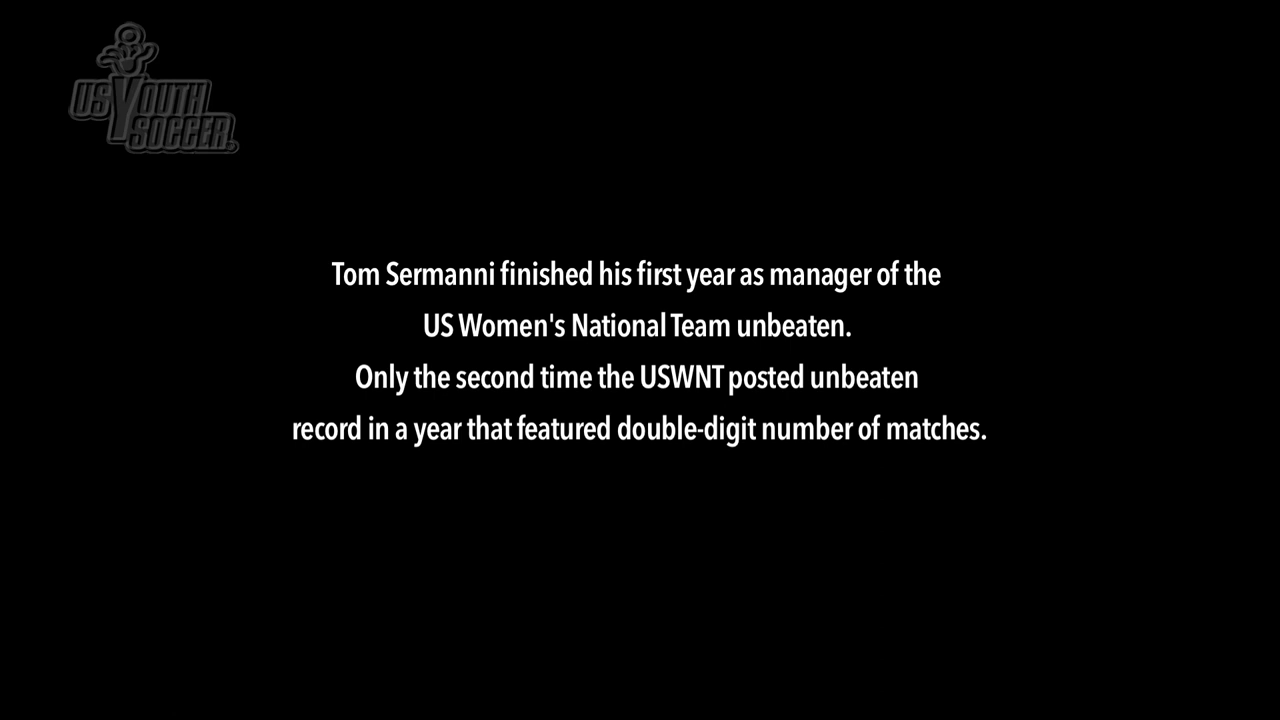 US YOUTH
SOCCER
Tom Sermanni finished his first year as manager of the
US Women's National Team unbeaten.
Only the second time the USWNT posted unbeaten
record in a year that featured double-digit number of matches.